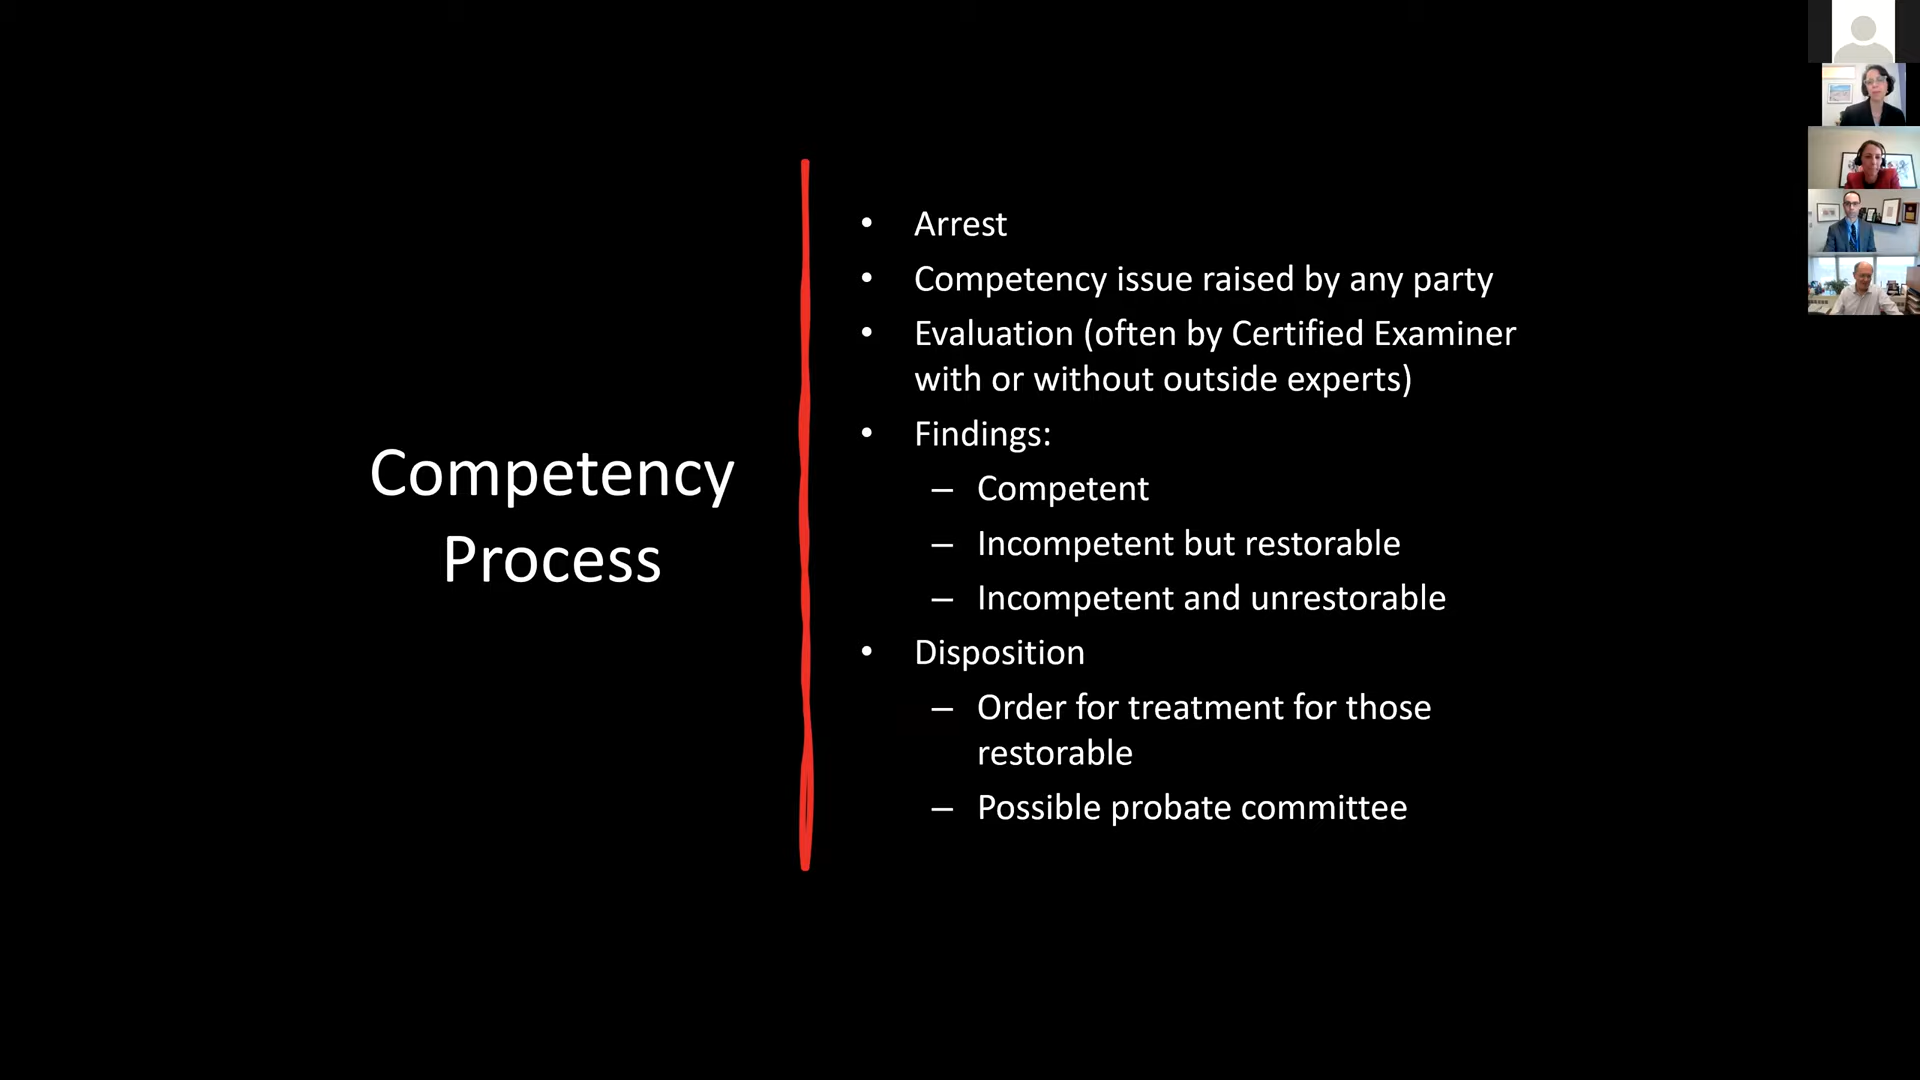 Competency
Process
• Arrest
• Competency issue raised by any party
• Evaluation (often by Certified Examiner
with or without outside experts)
• Findings:
– Competent
– Incompetent but restorable
– Incompetent and unrestorable
• Disposition
– Order for treatment for those
restorable
– Possible probate committee